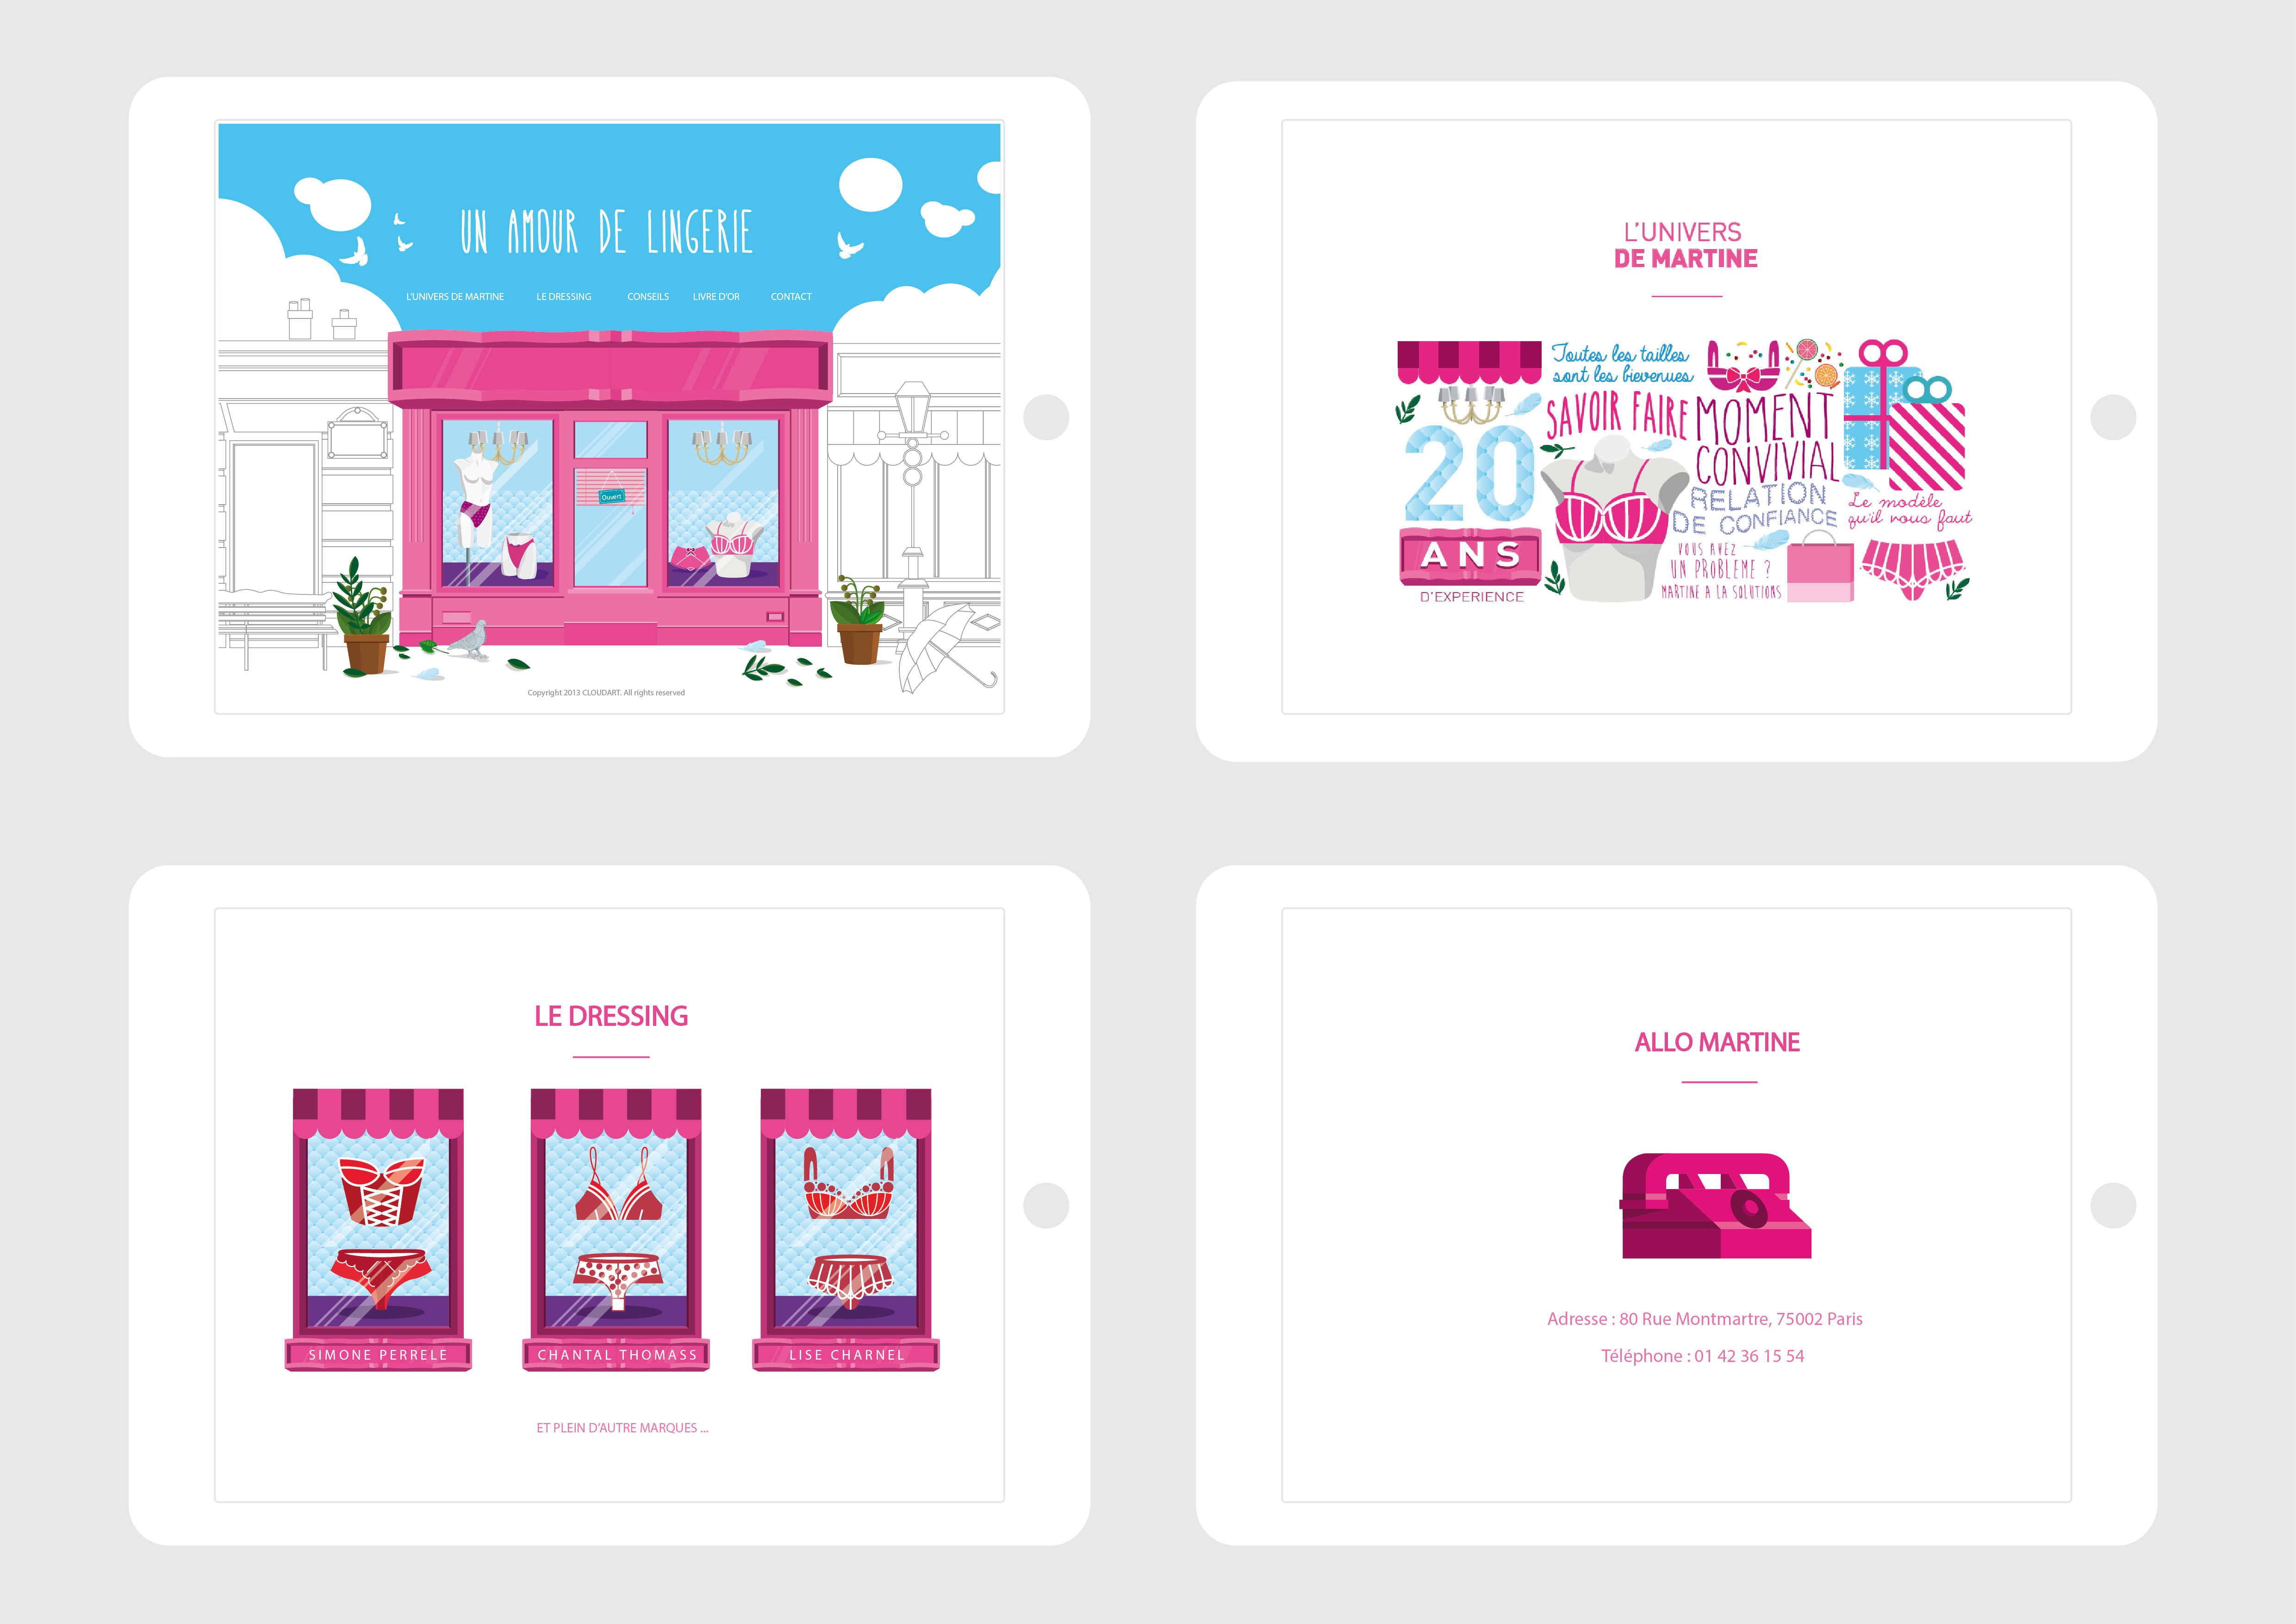 UN AMOUR DE LINGERIE
L'UNIVERS DE MARTINE LE DRESSING CONSEILS LIVRE D'OR CONTACT
Ouvert
Copyright 2013 CLOUDART. All rights reserved
L'UNIVERS
DE MARTINE
Toutes les tailles
sont les bievenues
SAVOIR FAIRE
MOMENT
CONVIVIAL
20
ANS
D'EXPERIENCE
RELATION
DE CONFIANCE
Le modèle
qu'il vous faut
VOUS AVEZ
UN PROBLEME ?
MARTINE A LA SOLUTIONS
LE DRESSING
SIMONE PERRELE
CHANTAL THOMASS
LISE CHARNEL
ET PLEIN D'AUTRE MARQUES ...
ALLO MARTINE
Adresse : 80 Rue Montmartre, 75002 Paris
Téléphone : 01 42 36 15 54